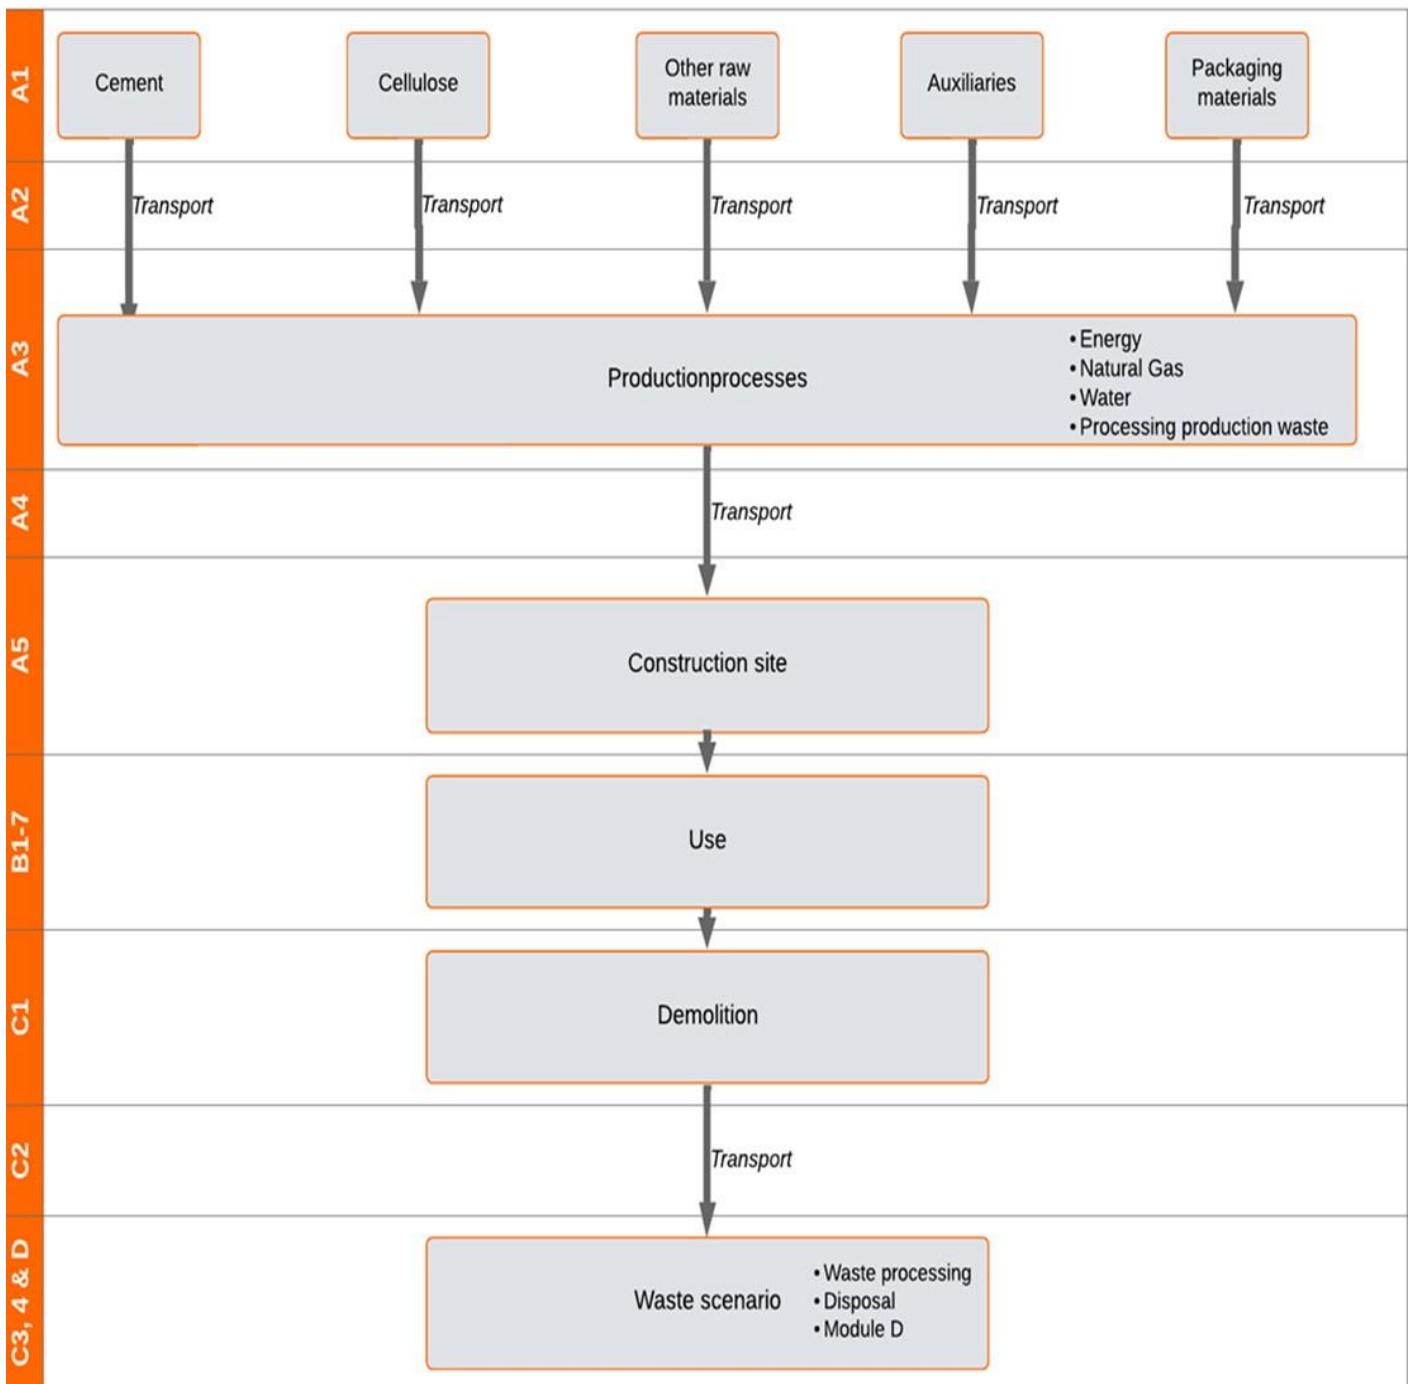 A1
Cement
Cellulose
Other raw
materials
Auxiliaries
Packaging
materials
A2
Transport
Transport
Transport
Transport
Transport
A3
Productionprocesses
• Energy
• Natural Gas
• Water
• Processing production waste
A4
Transport
A5
Construction site
B1-7
Use
C1
Demolition
C2
Transport
C3, 4 & D
Waste scenario
• Waste processing
• Disposal
• Module D